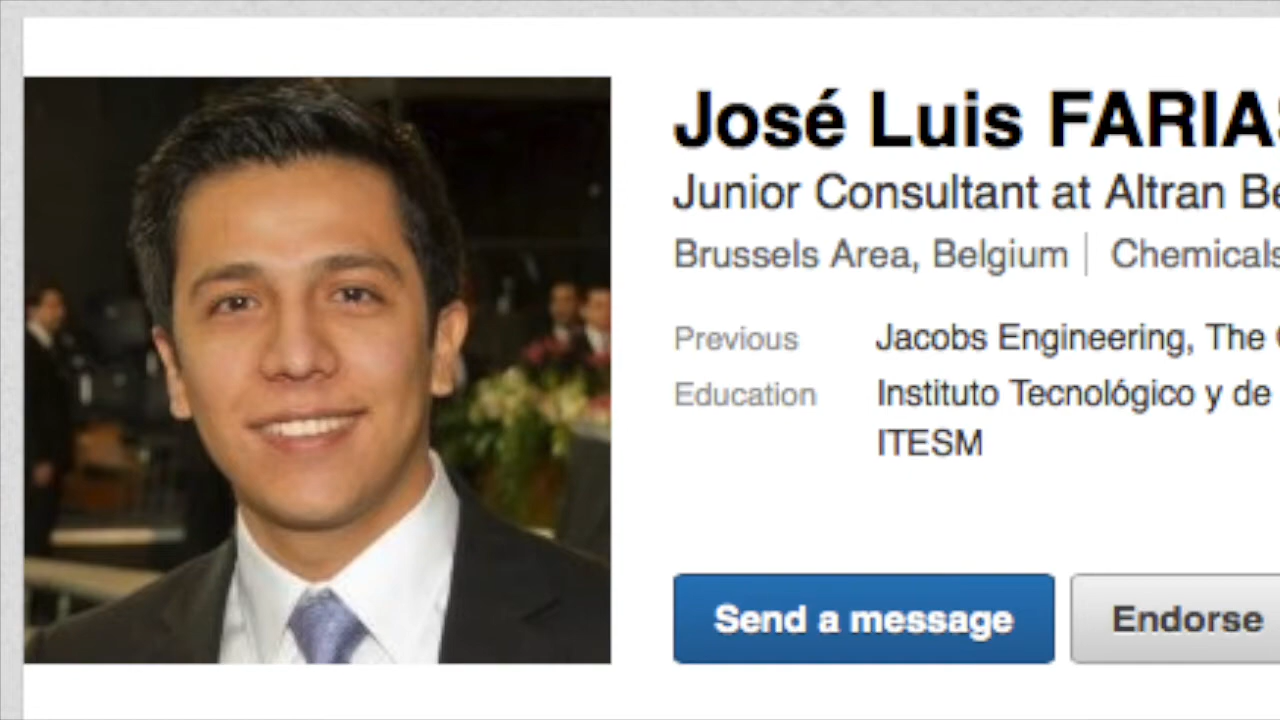 José Luis FARIA
Junior Consultant at Altran Be
Brussels Area, Belgium | Chemicals
Previous Jacobs Engineering, The
Education Instituto Tecnológico y de
ITESM
Send a message
Endorse